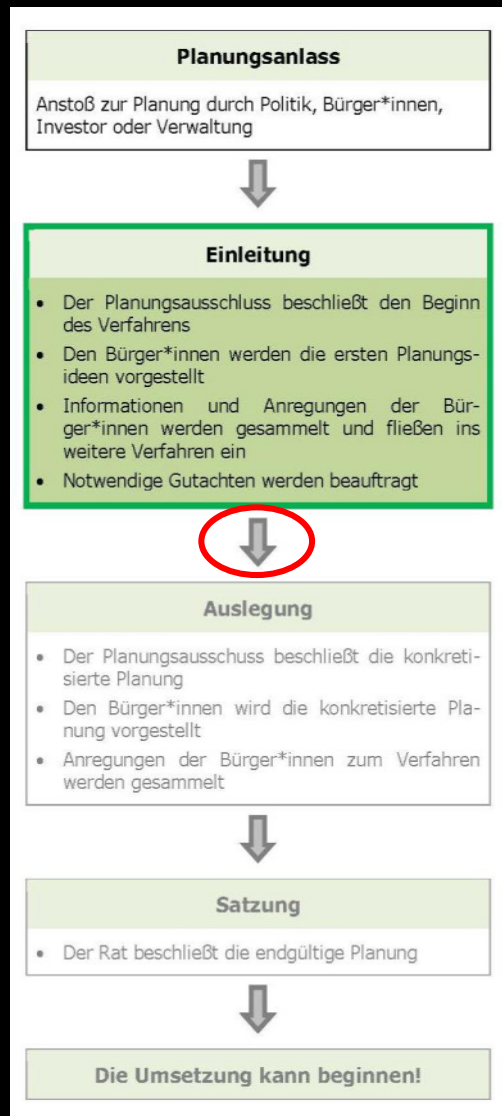 Planungsanlass
Anstoß zur Planung durch Politik, Bürger*innen,
Investor oder Verwaltung
Einleitung
• Der Planungsausschluss beschließt den Beginn
des Verfahrens
• Den Bürger*innen werden die ersten Planungs-
ideen vorgestellt
• Informationen und Anregungen der Bür-
ger*innen werden gesammelt und fließen ins
weitere Verfahren ein
• Notwendige Gutachten werden beauftragt
Auslegung
• Der Planungsausschuss beschließt die konkreti-
sierte Planung
• Den Bürger*innen wird die konkretisierte Pla-
nung vorgestellt
• Anregungen der Bürger*innen zum Verfahren
werden gesammelt
Satzung
• Der Rat beschließt die endgültige Planung
Die Umsetzung kann beginnen!